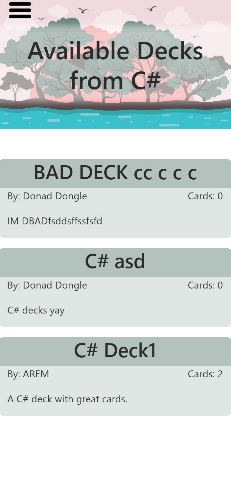 Available Decks
from C#
BAD DECK cc c c c
By: Donad Dongle Cards: 0
IM DBADfsddsffssfsfd
C# asd
By: Donad Dongle Cards: 0
C# decks yay
C# Deck1
By: AREM Cards: 2
A C# deck with great cards.